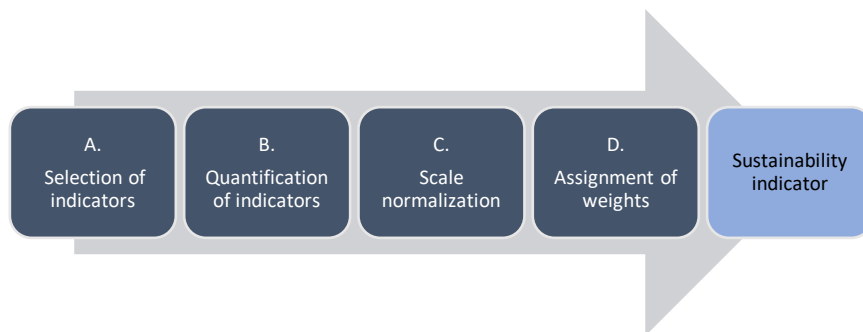 A.
Selection of
indicators
B.
Quantification
of indicators
C.
Scale
normalization
D.
Assignment of
weights
Sustainability
indicator